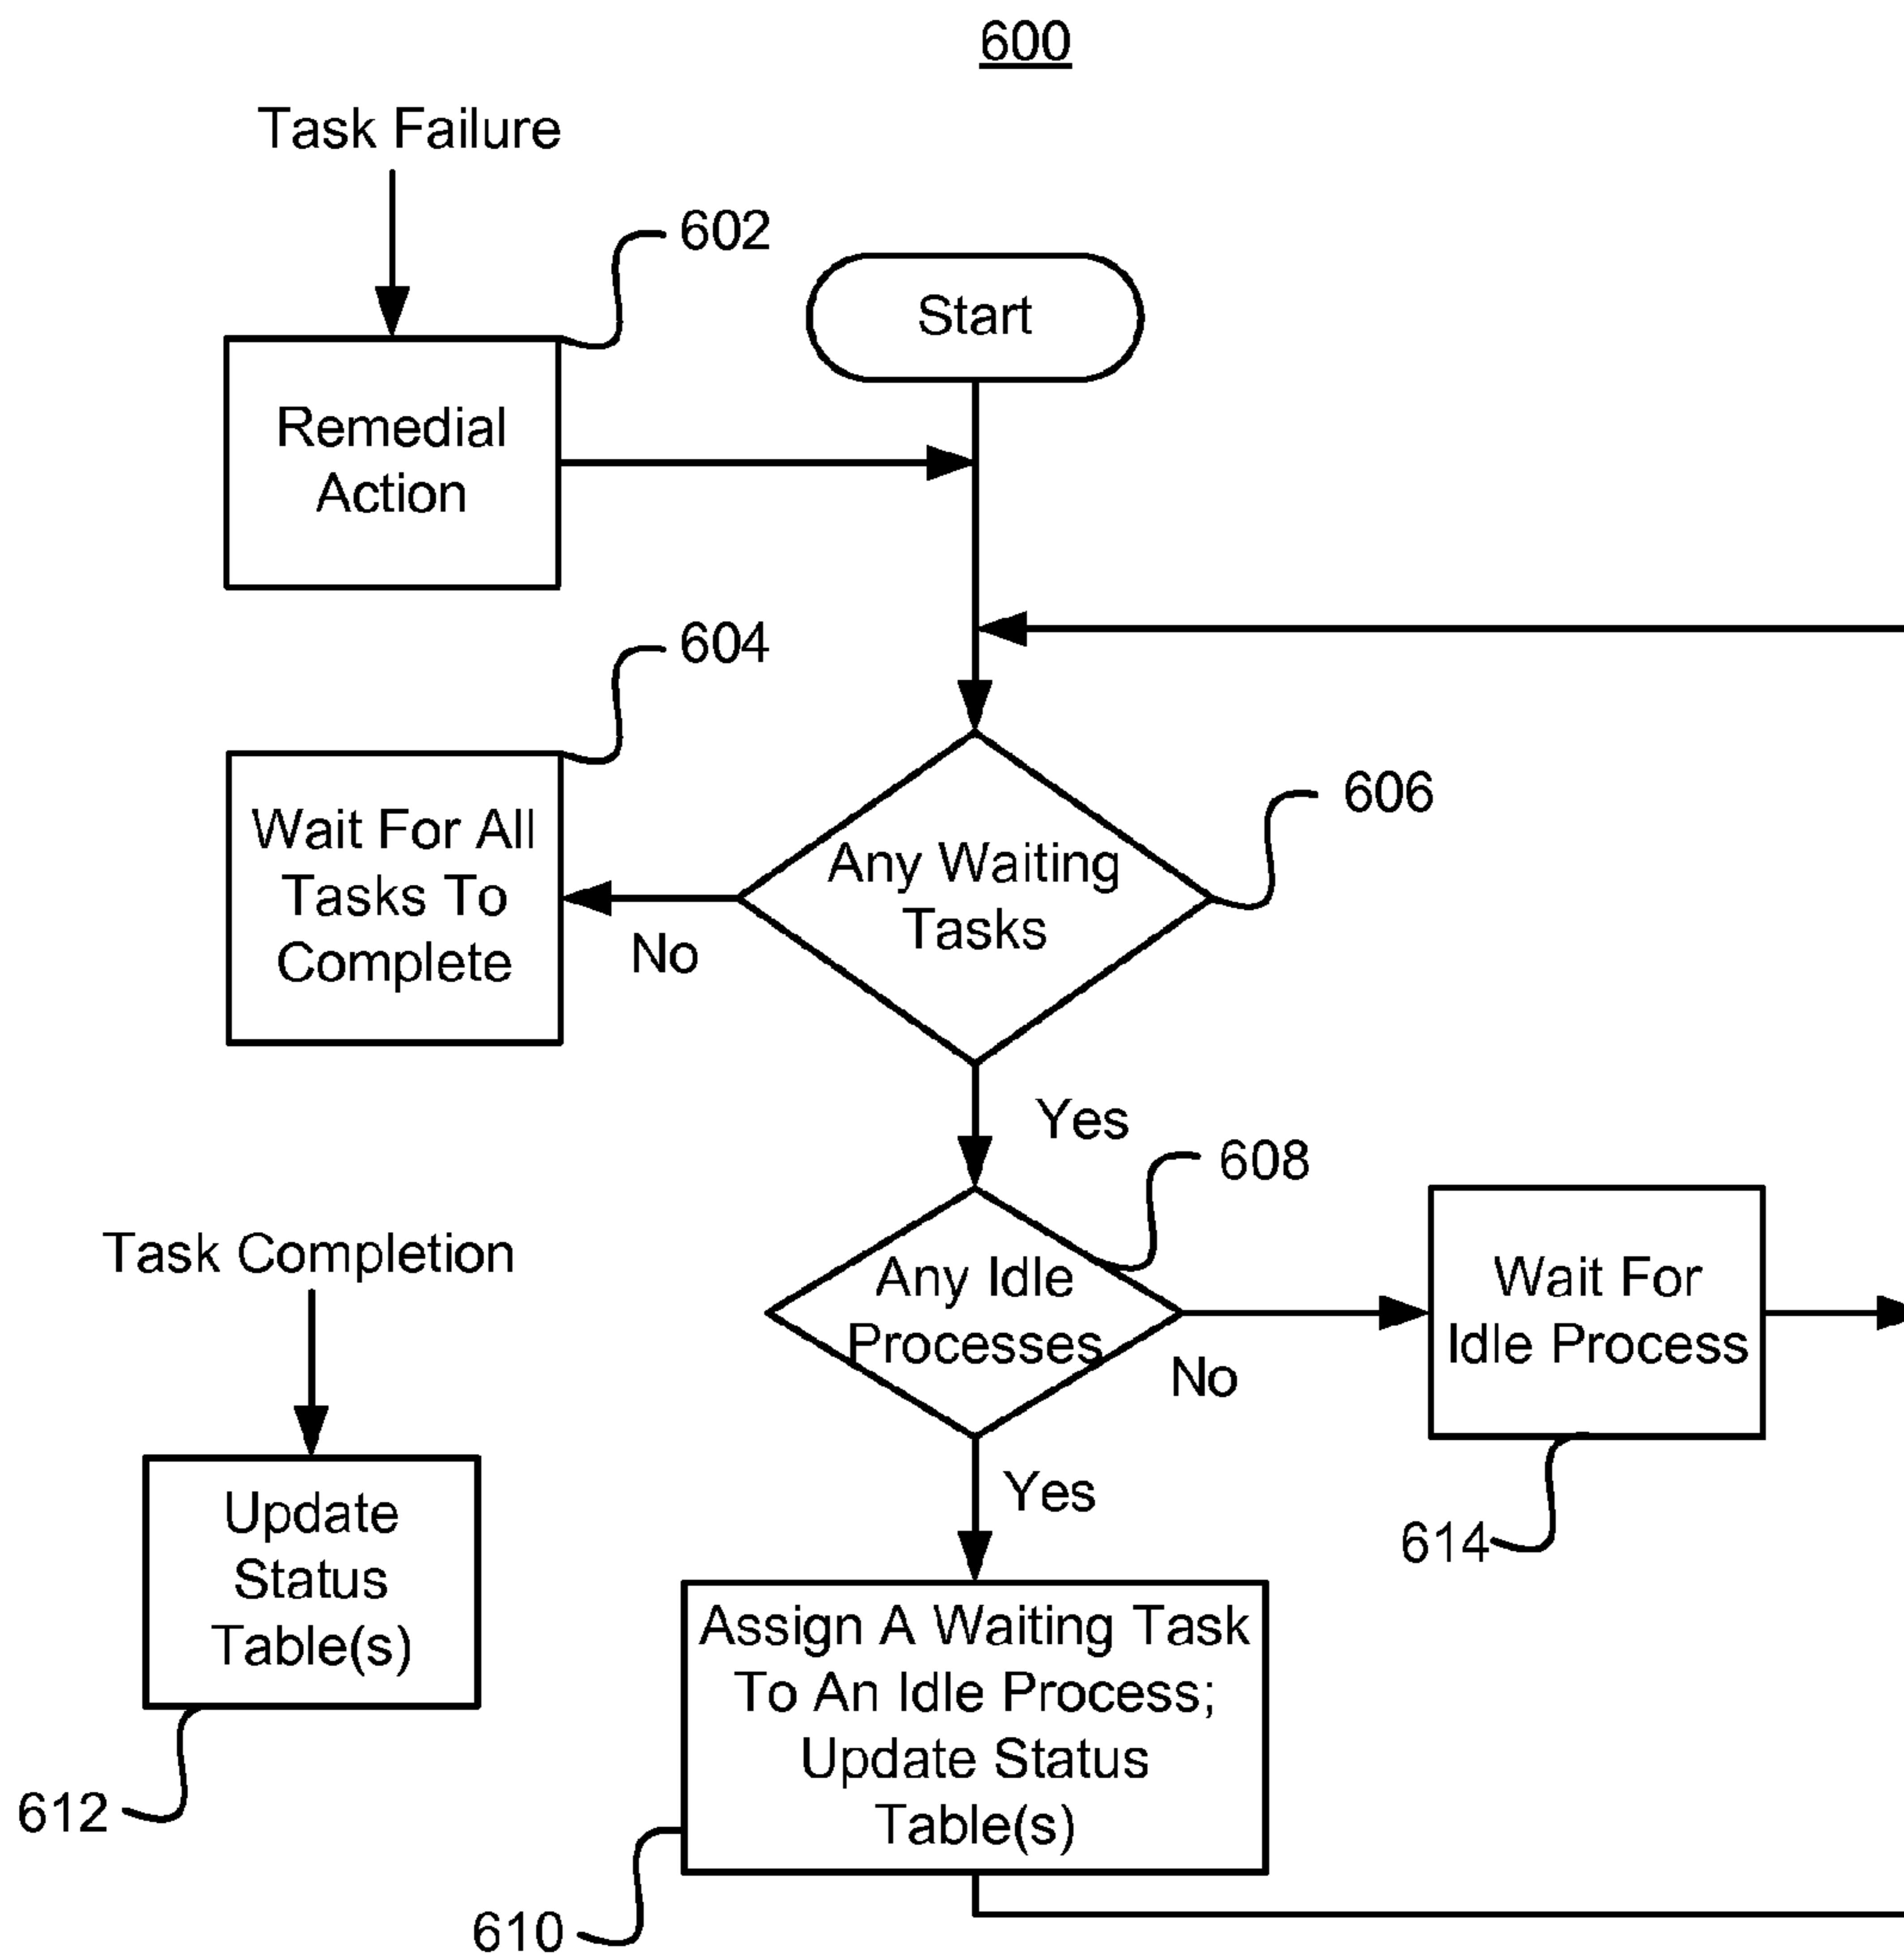 600
Task Failure
602
Start
Remedial
Action
604
Wait For All
Tasks To
Complete
606
Any Waiting
Tasks
No
Yes
608
Task Completion
Any Idle
Processes
No
Wait For
Idle Process
614
Yes
Update
Status
Table(s)
612
Assign A Waiting Task
To An Idle Process;
Update Status
Table(s)
610